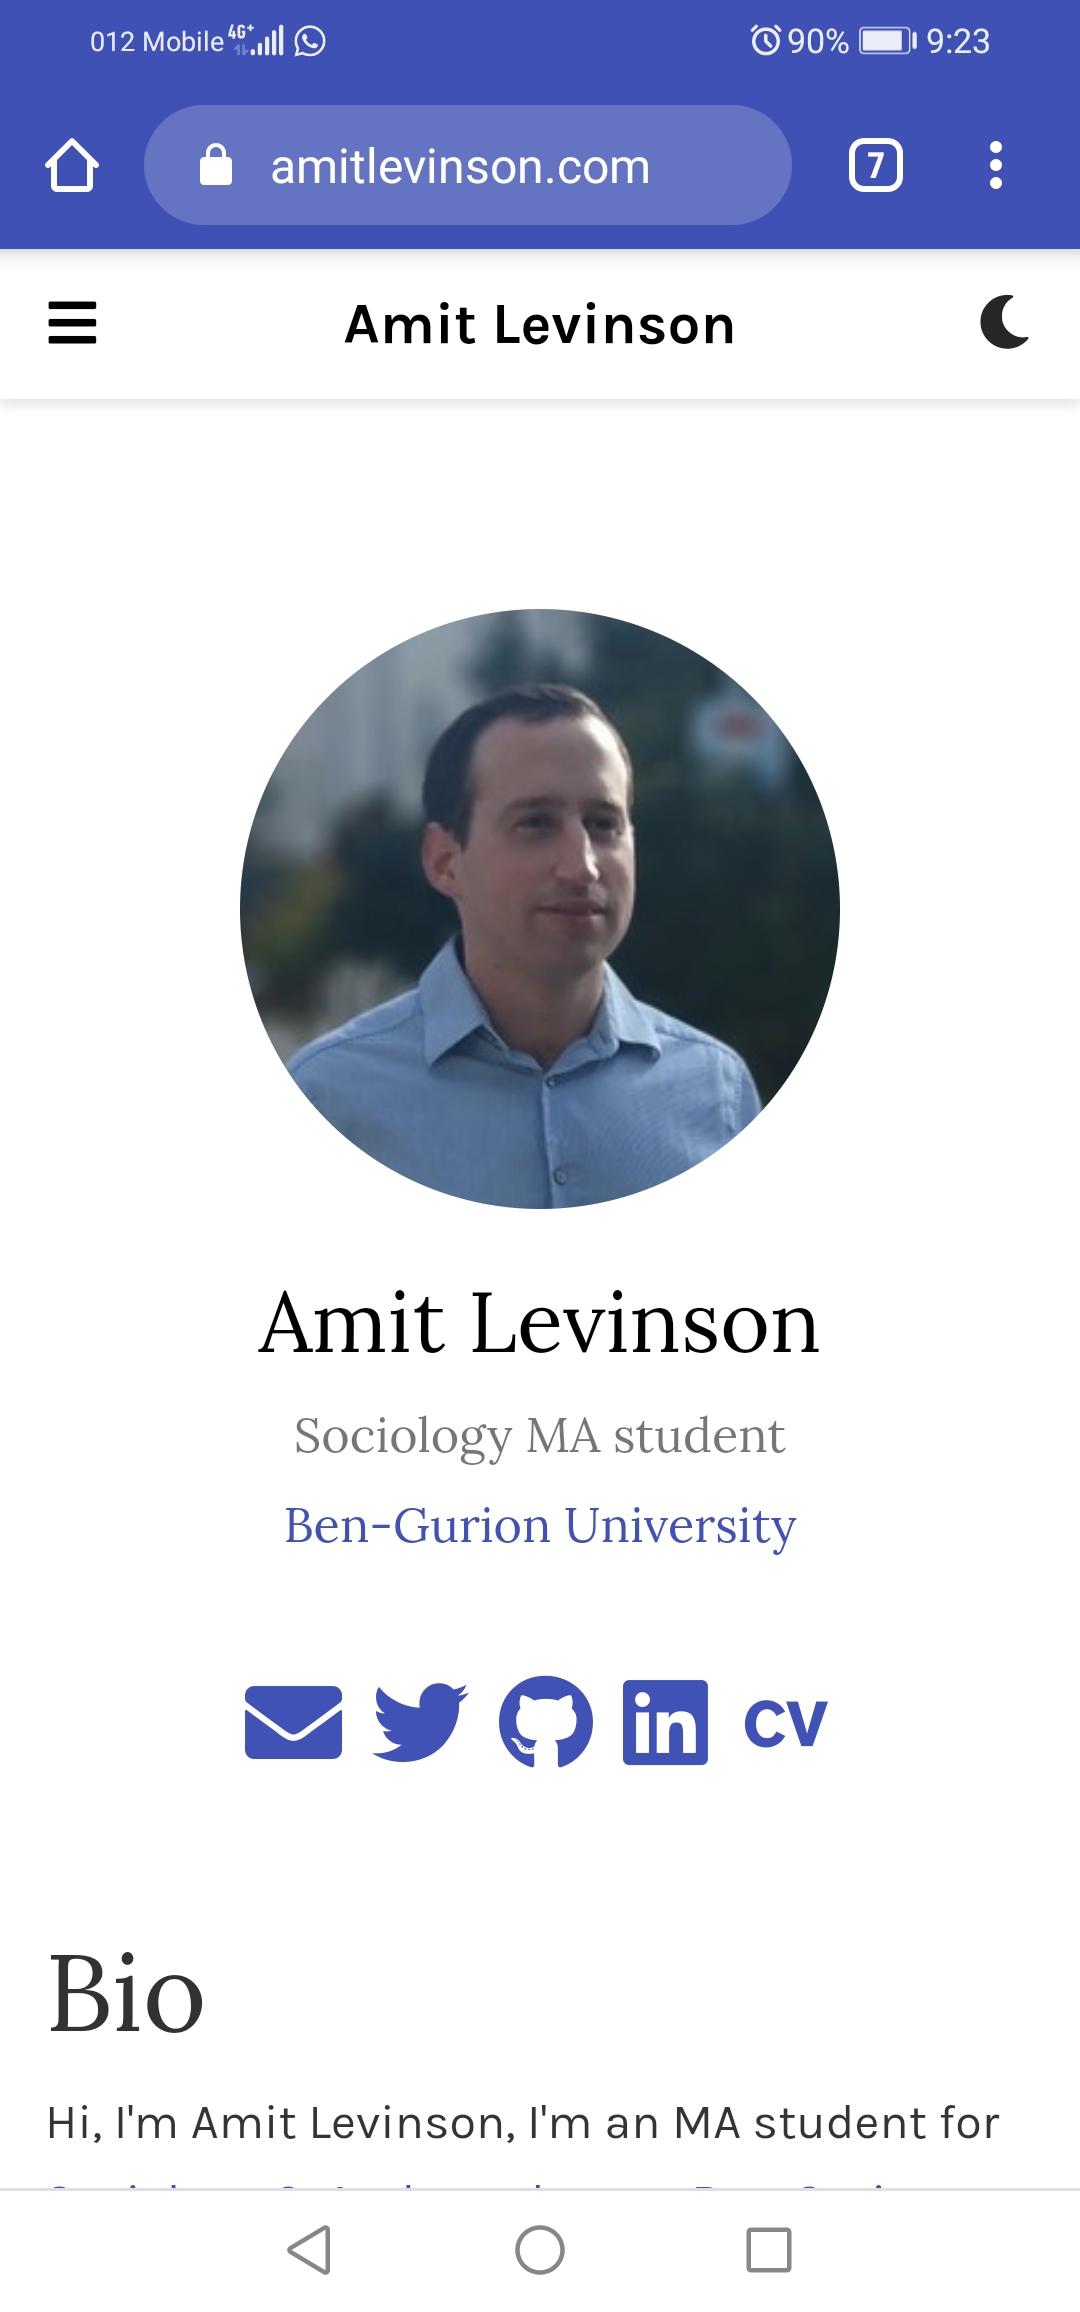 012 Mobile 4G+ 90% 9:23
amitlevinson.com 7
Amit Levinson
Amit Levinson
Sociology MA student
Ben-Gurion University
in CV
Bio
Hi, I'm Amit Levinson, I'm an MA student for